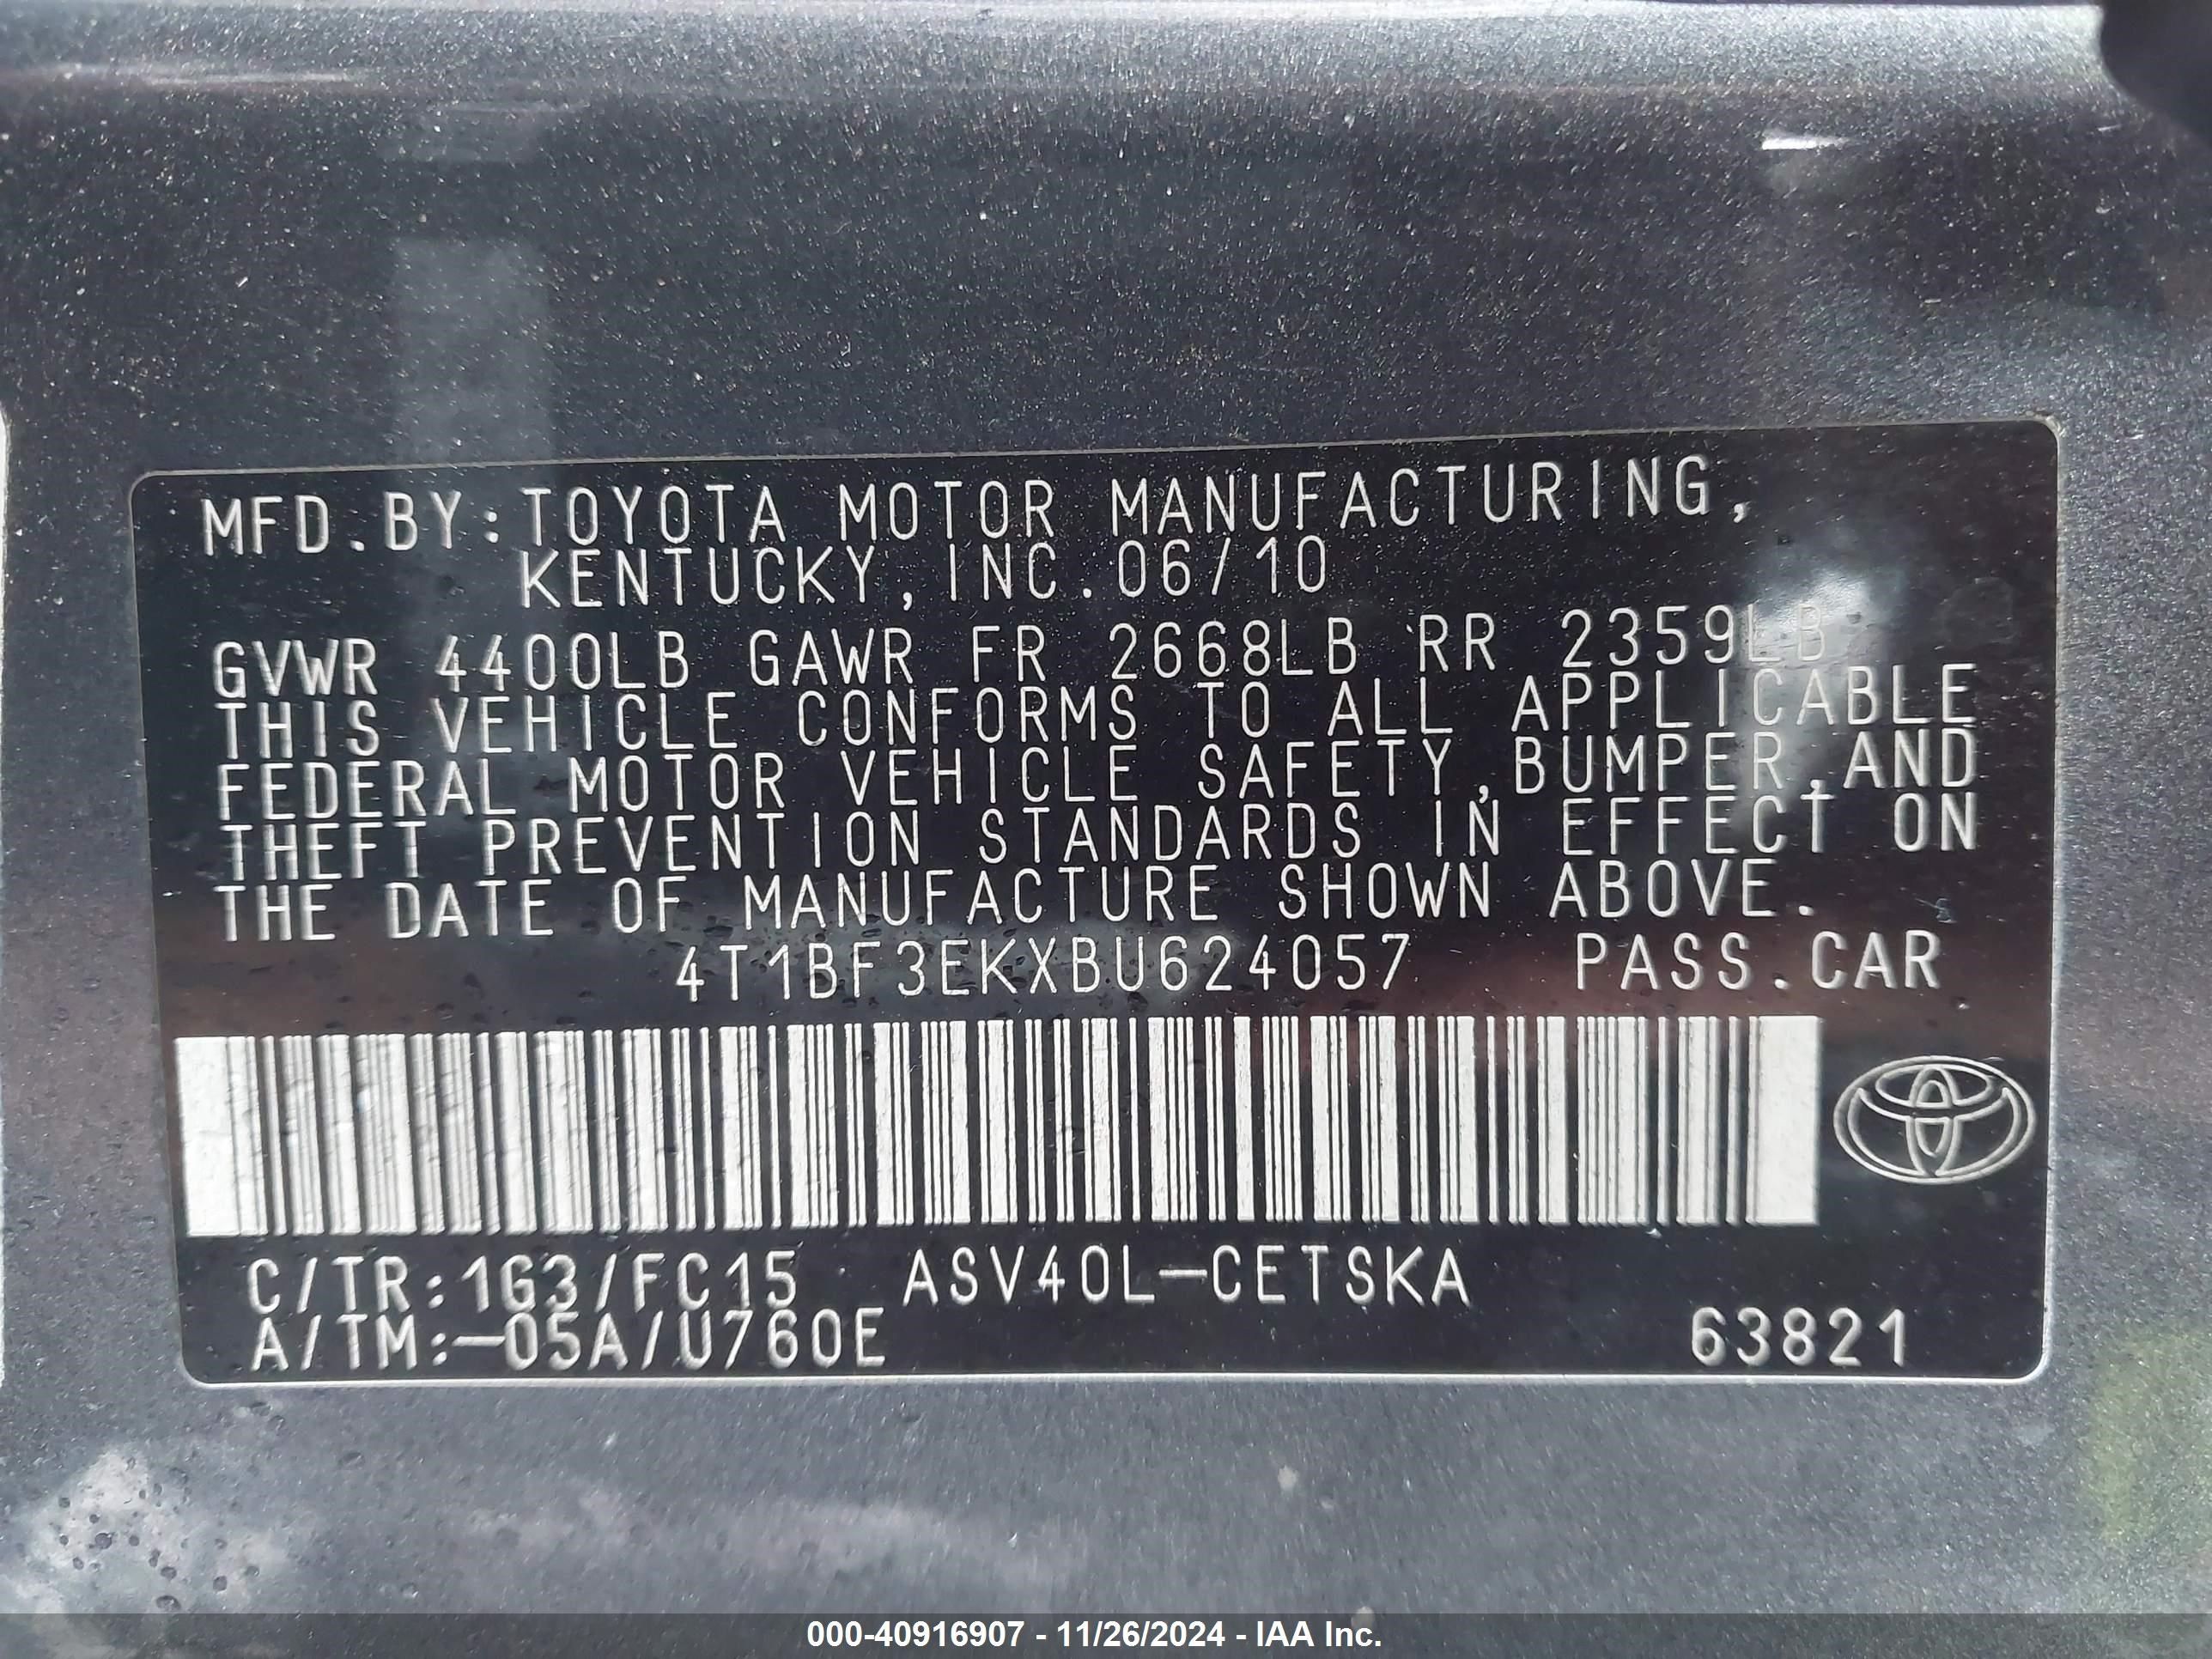 MFD.BY:TOYOTA MOTOR MANUFACTURING,
KENTUCKY,INC.06/10
GVWR 4400LB GAWR FR 2668LB RR 2359LB
THIS VEHICLE CONFORMS TO ALL APPLICABLE
FEDERAL MOTOR VEHICLE SAFETY,BUMPER,AND
THEFT PREVENTION STANDARDS IN EFFECT ON
THE DATE OF MANUFACTURE SHOWN ABOVE.
4T1BF3EKXBU624057 PASS.CAR
C/TR:1G3/FC15 ASV40L-CETSKA
A/TM:-05A/U760E 63821
000-40916907 - 11/26/2024 - IAA Inc.